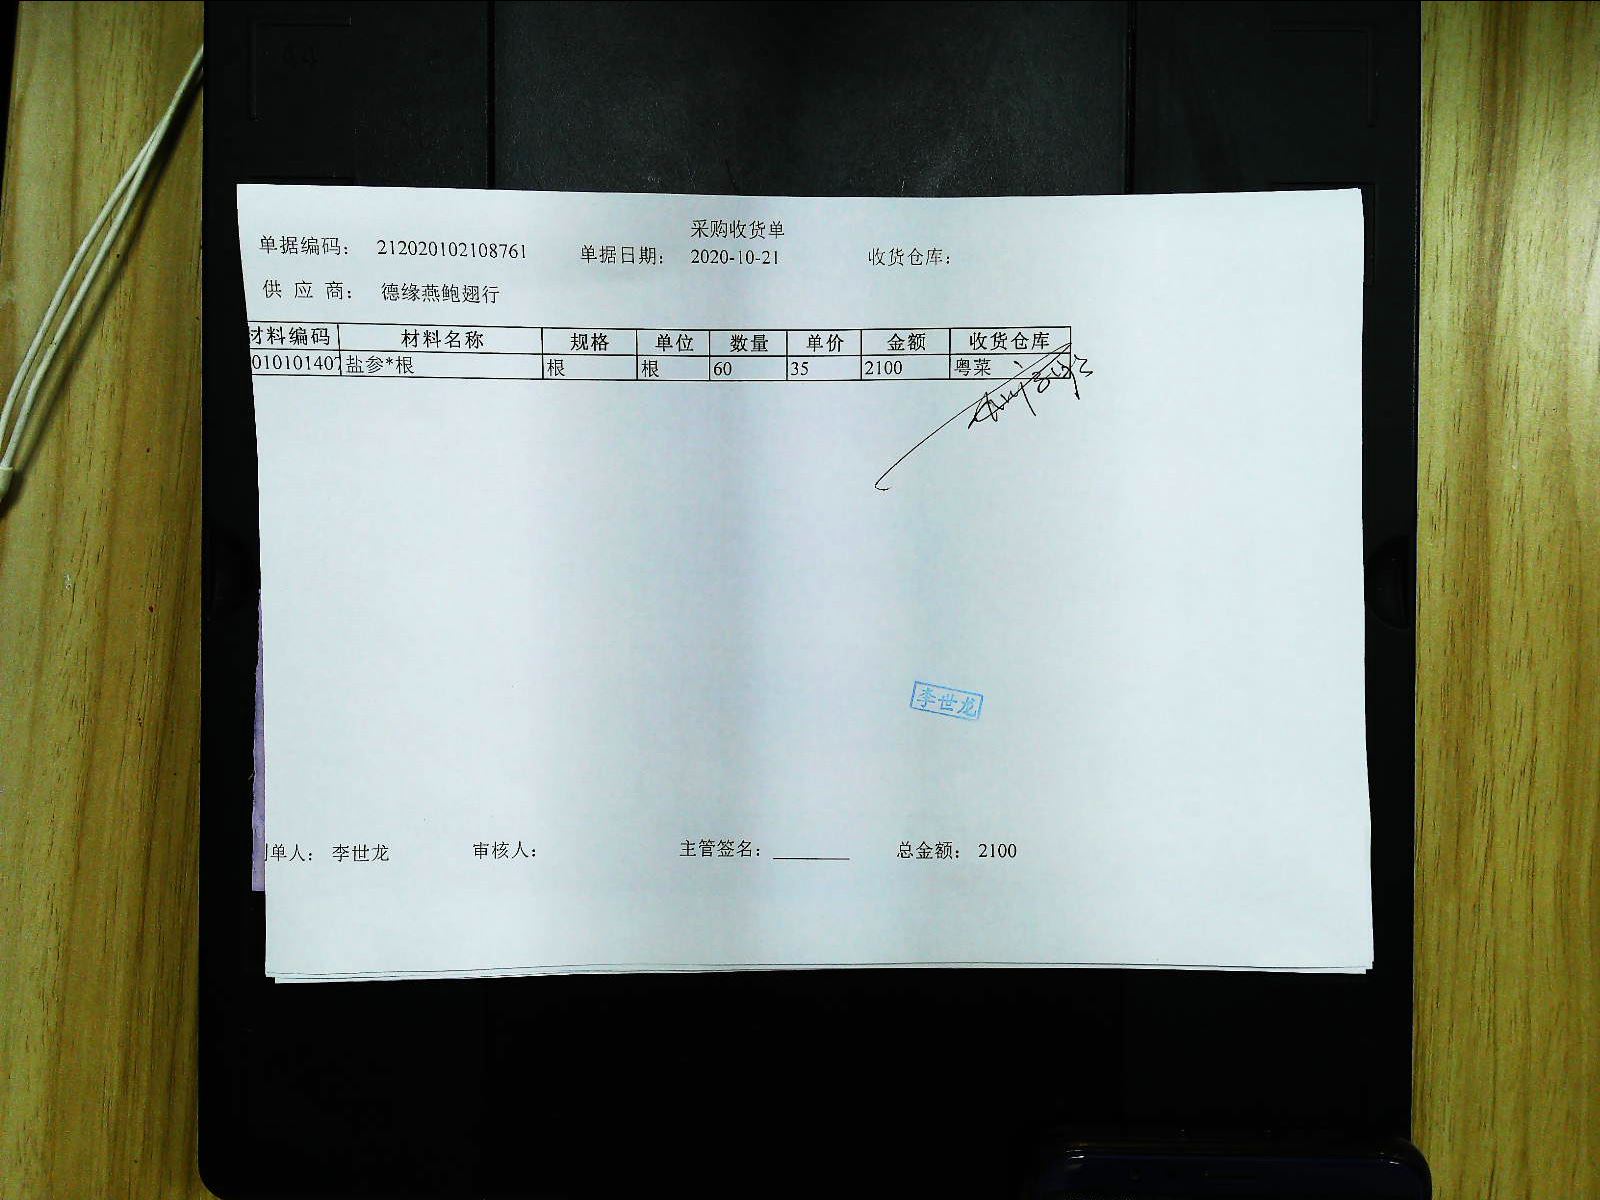 采购收货单
单据编码： 212020102108761 单据日期： 2020-10-21 收货仓库：
供 应 商： 德缘燕鲍翅行
材料编码 材料名称 规格 单位 数量 单价 金额 收货仓库
010101407 盐参*根 根 根 60 35 2100 粤菜
李世龙
制单人： 李世龙 审核人： 主管签名： 总金额： 2100